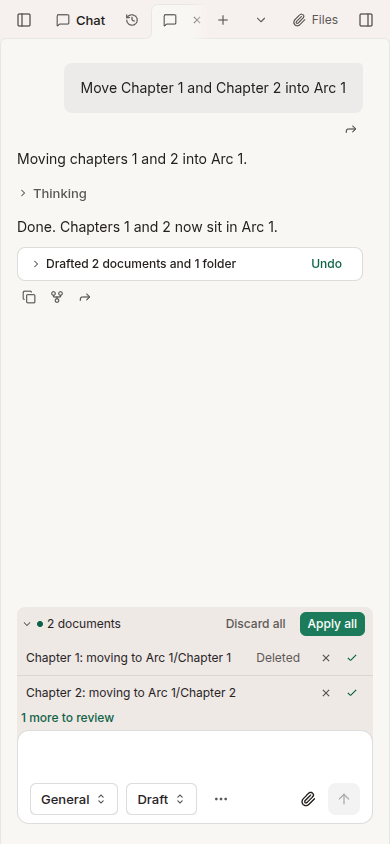 Chat
Files
Move Chapter 1 and Chapter 2 into Arc 1
Moving chapters 1 and 2 into Arc 1.
Thinking
Done. Chapters 1 and 2 now sit in Arc 1.
Drafted 2 documents and 1 folder Undo
2 documents Discard all Apply all
Chapter 1: moving to Arc 1/Chapter 1 Deleted
Chapter 2: moving to Arc 1/Chapter 2
1 more to review
General Draft